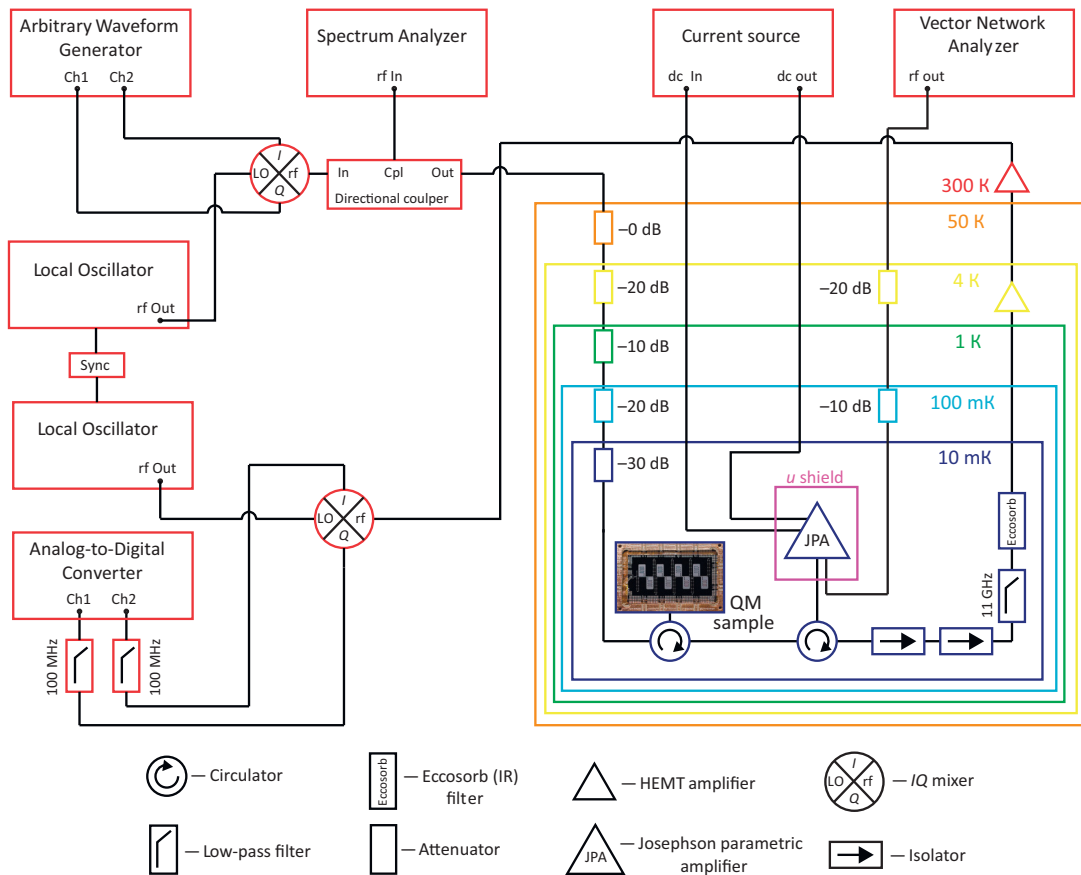 Arbitrary Waveform
Generator
Ch1 Ch2
Spectrum Analyzer
rf In
Current source
dc In dc out
Vector Network
Analyzer
rf out
I
LO rf
Q
In Cpl Out
Directional coulper
300 K
50 K
–0 dB
Local Oscillator
rf Out
4 K
–20 dB
–20 dB
1 K
–10 dB
Sync
100 mK
–20 dB
–10 dB
Local Oscillator
rf Out
10 mK
–30 dB
u shield
I
LO rf
Q
JPA
Eccosorb
Analog-to-Digital
Converter
Ch1 Ch2
100 MHz
100 MHz
11 GHz
QM
sample
— Circulator
Eccosorb
— Eccosorb (IR)
filter
— HEMT amplifier
I
LO rf
Q
— IQ mixer
— Low-pass filter
— Attenuator
JPA
— Josephson parametric
amplifier
— Isolator